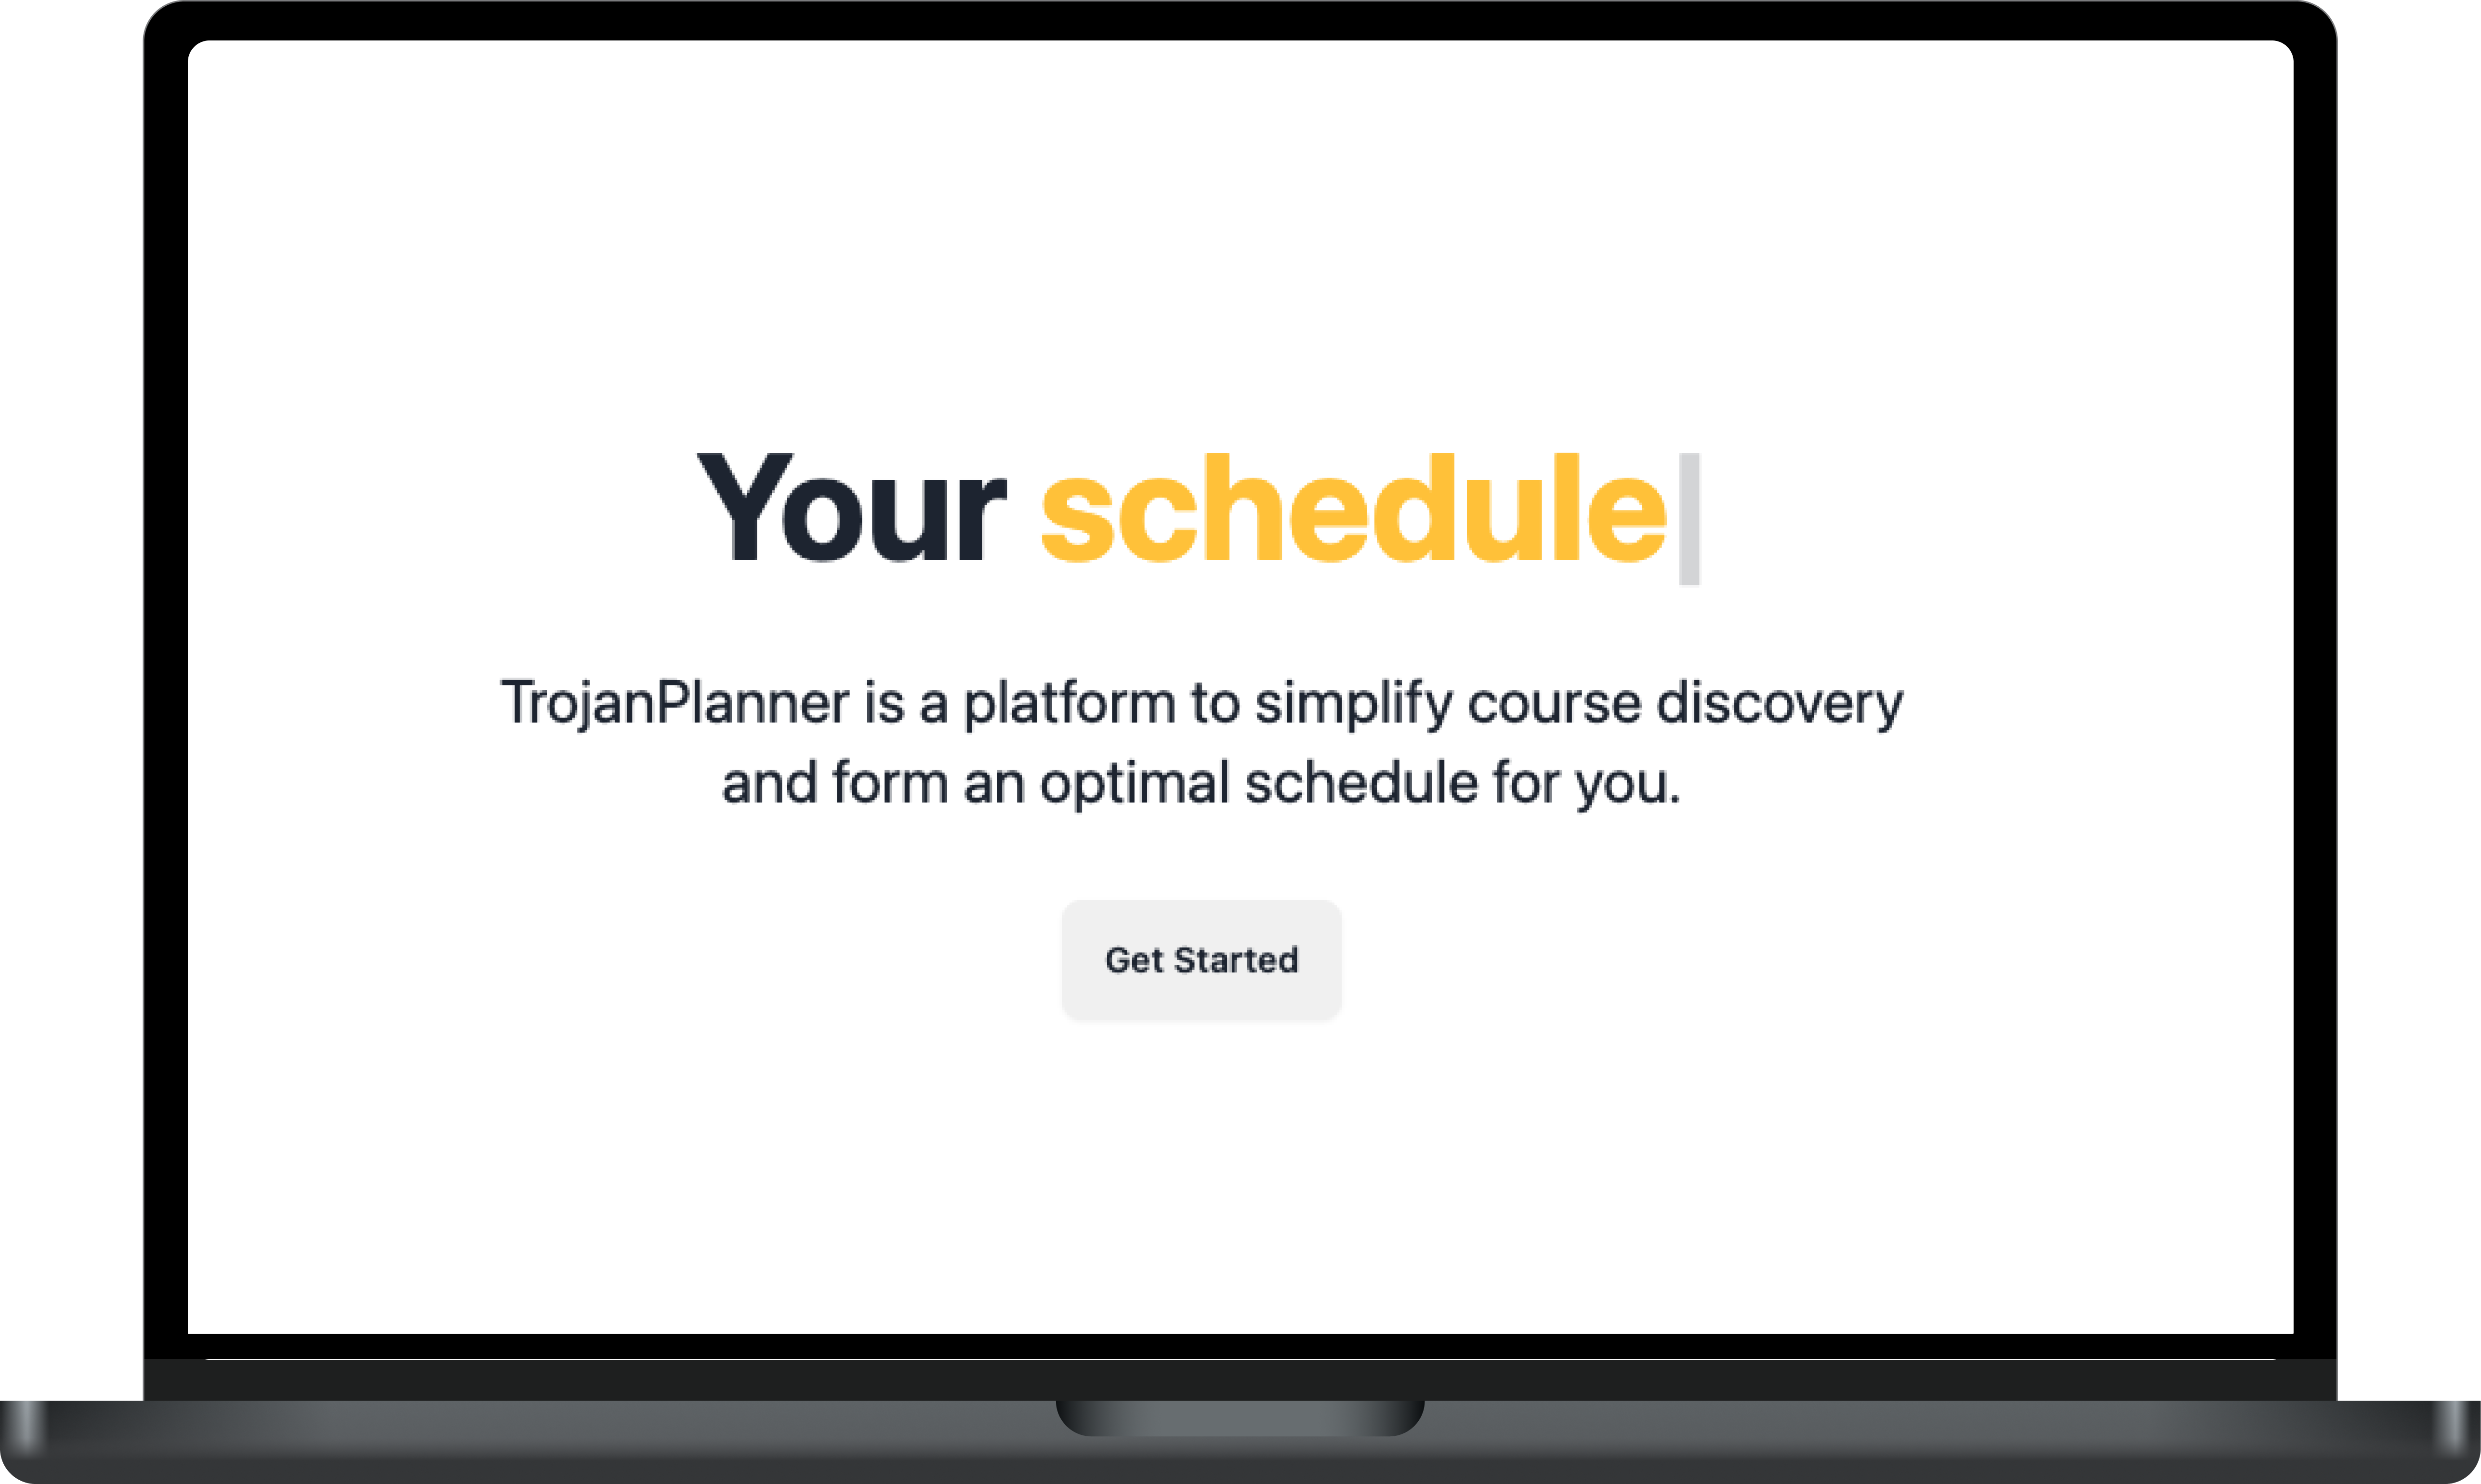 Your schedule|
TrojanPlanner is a platform to simplify course discovery
and form an optimal schedule for you.
Get Started